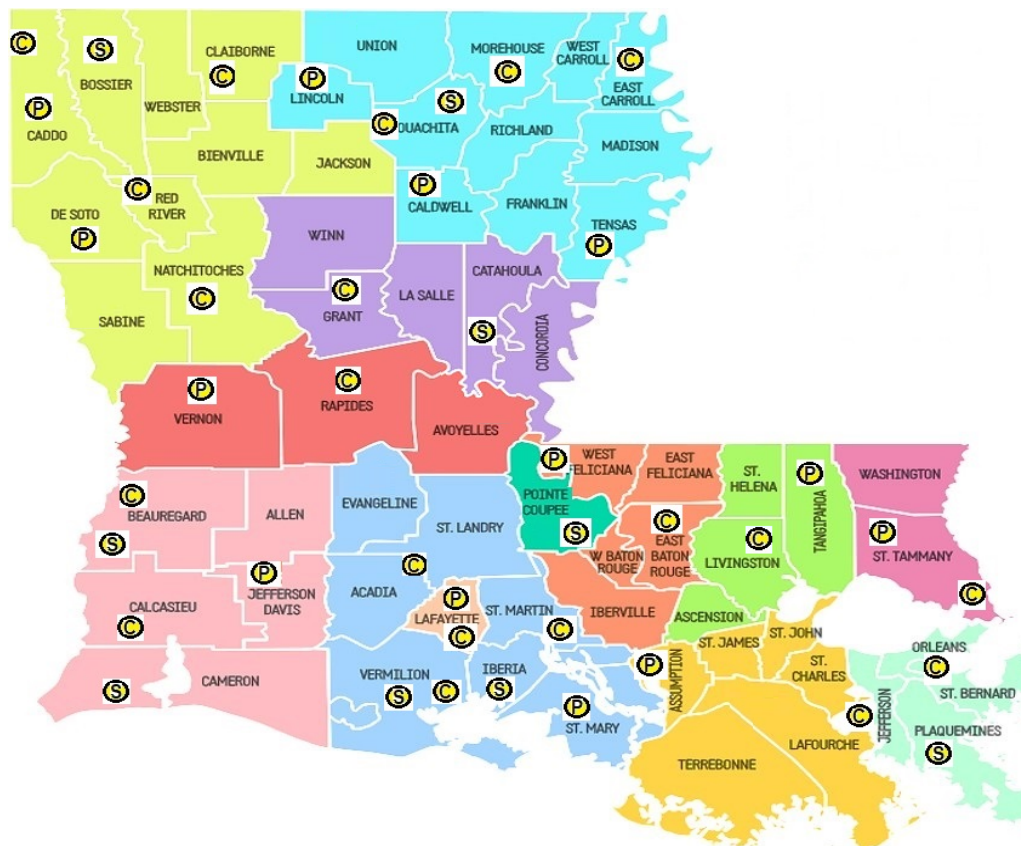 UNION
MOREHOUSE
WEST
CARROLL
CLAIBORNE
C
S
BOSSIER
C
P
LINCOLN
C
C
EAST
CARROLL
WEBSTER
P
CADDO
S
OUACHITA
C
RICHLAND
MADISON
BIENVILLE
JACKSON
C
RED
RIVER
P
CALDWELL
FRANKLIN
DE SOTO
P
TENSAS
P
WINN
NATCHITOCHES
C
CATAHOULA
C
GRANT
LA SALLE
SABINE
S
CONCORDIA
P
VERNON
C
RAPIDES
AVOYELLES
P
WEST
FELICIANA
EAST
FELICIANA
ST.
HELENA
P
TANGIPAHOA
WASHINGTON
C
BEAUREGARD
S
ALLEN
EVANGELINE
ST. LANDRY
POINTE
COUPEE
S
C
EAST
BATON
ROUGE
W BATON
ROUGE
C
LIVINGSTON
P
ST. TAMMANY
C
P
JEFFERSON
DAVIS
ACADIA
C
CALCASIEU
C
P
LAFAYETTE
C
ST. MARTIN
C
IBERVILLE
ASCENSION
ST. JAMES
ST. JOHN
ST.
CHARLES
ORLEANS
C
ST. BERNARD
CAMERON
S
VERMILION
S
C
IBERIA
S
P
ASSUMPTION
P
ST. MARY
C
JEFFERSON
PLAQUEMINES
S
LAFOURCHE
TERREBONNE